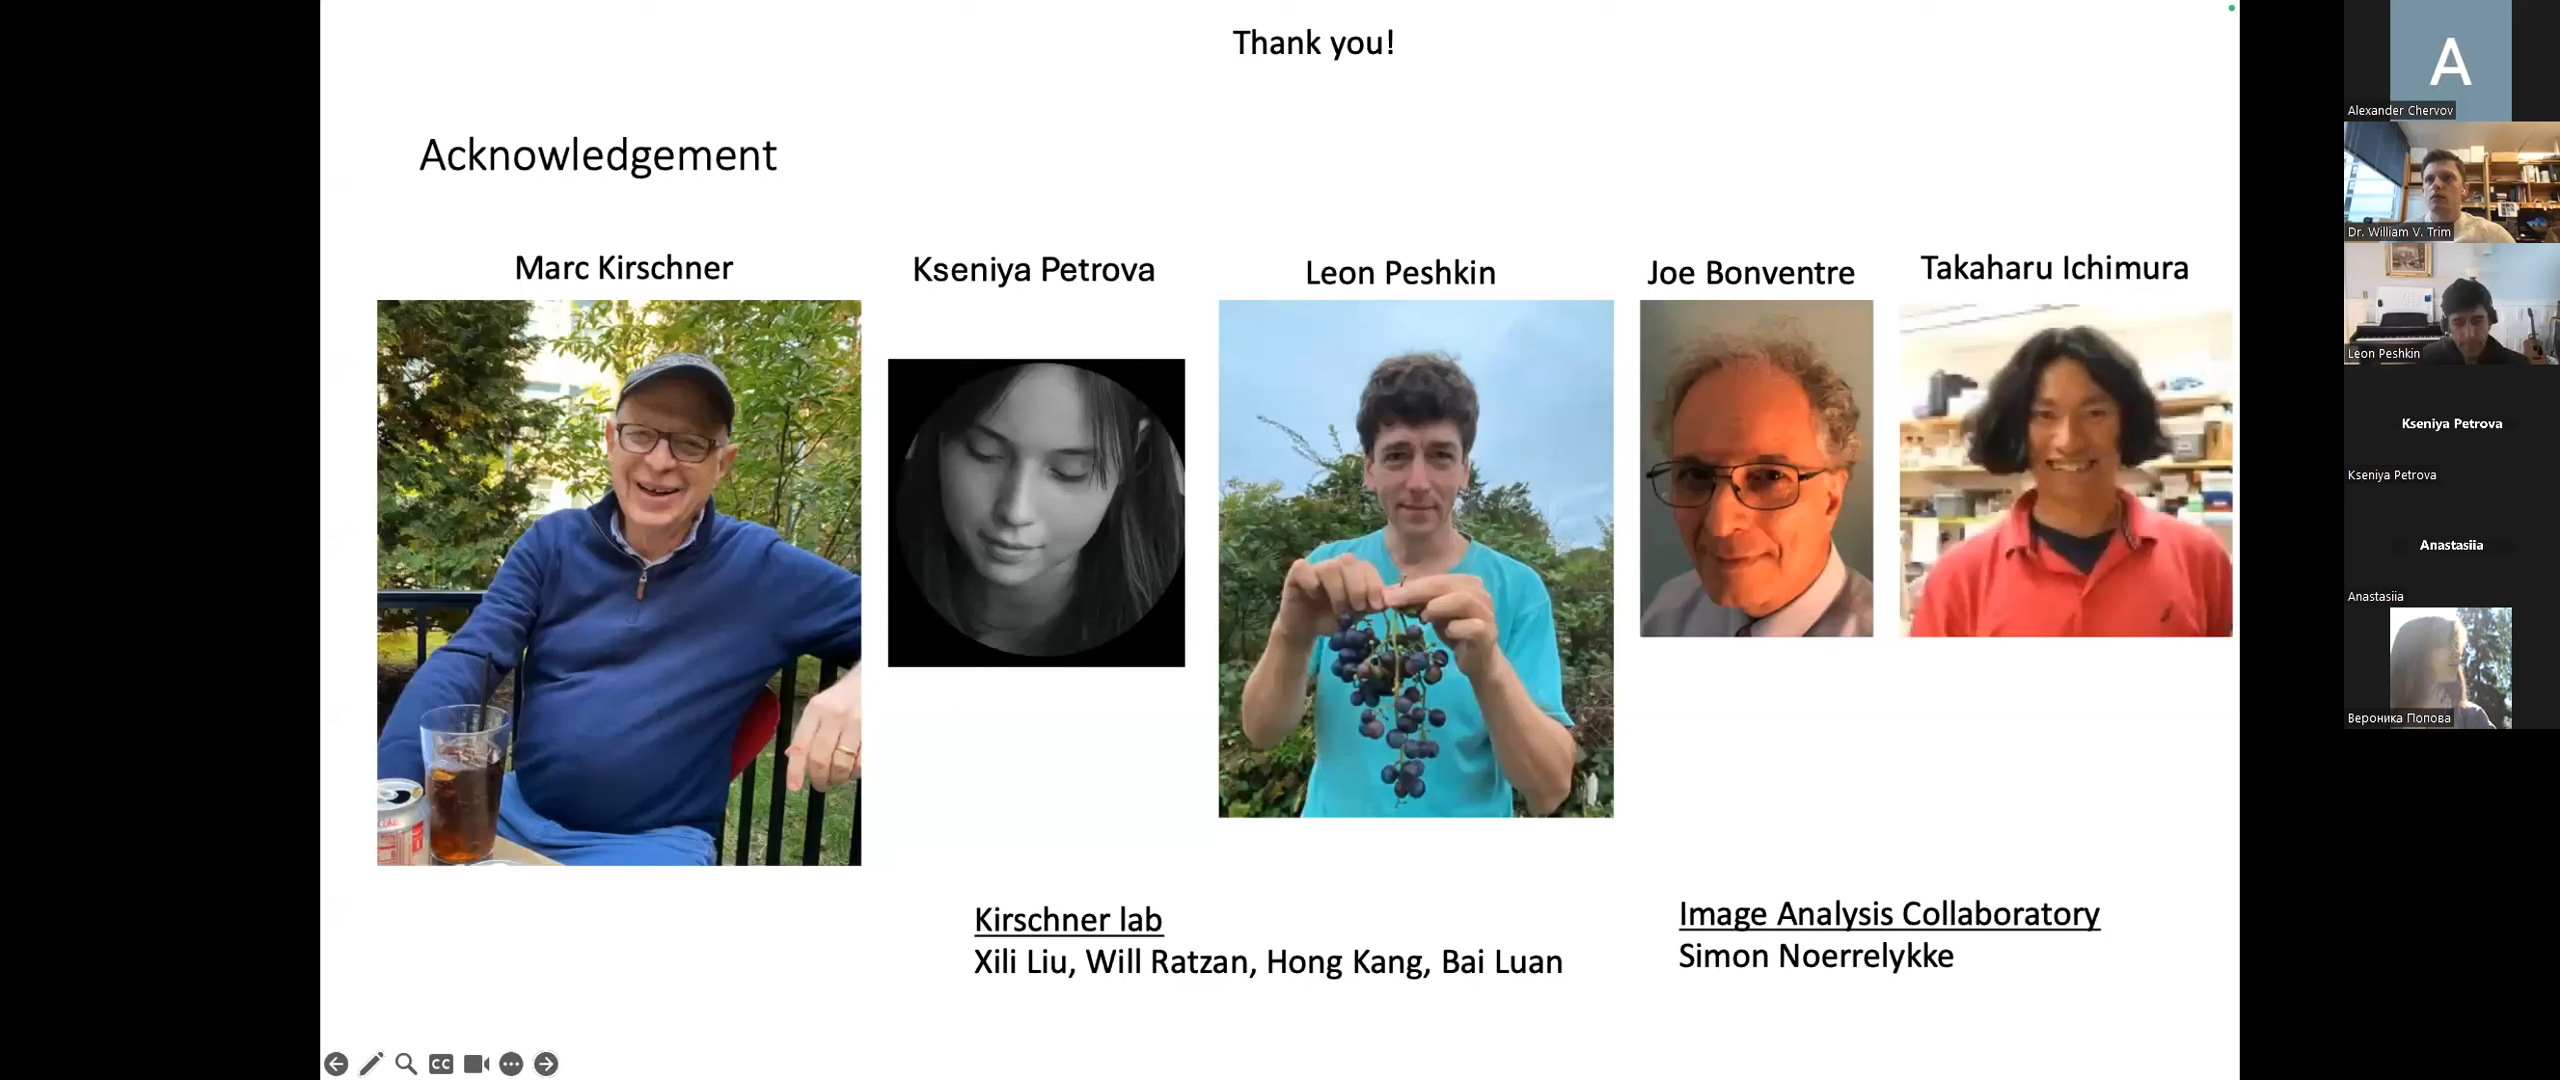 Thank you!
Acknowledgement
Marc Kirschner
Kseniya Petrova
Leon Peshkin
Joe Bonventre
Takaharu Ichimura
Coke
Kirschner lab
Xili Liu, Will Ratzan, Hong Kang, Bai Luan
Image Analysis Collaboratory
Simon Noerrelykke
CC
A
Alexander Chervov
Dr. William V. Trim
Leon Peshkin
Kseniya Petrova
Kseniya Petrova
Anastasiia
Anastasiia
Вероника Попова